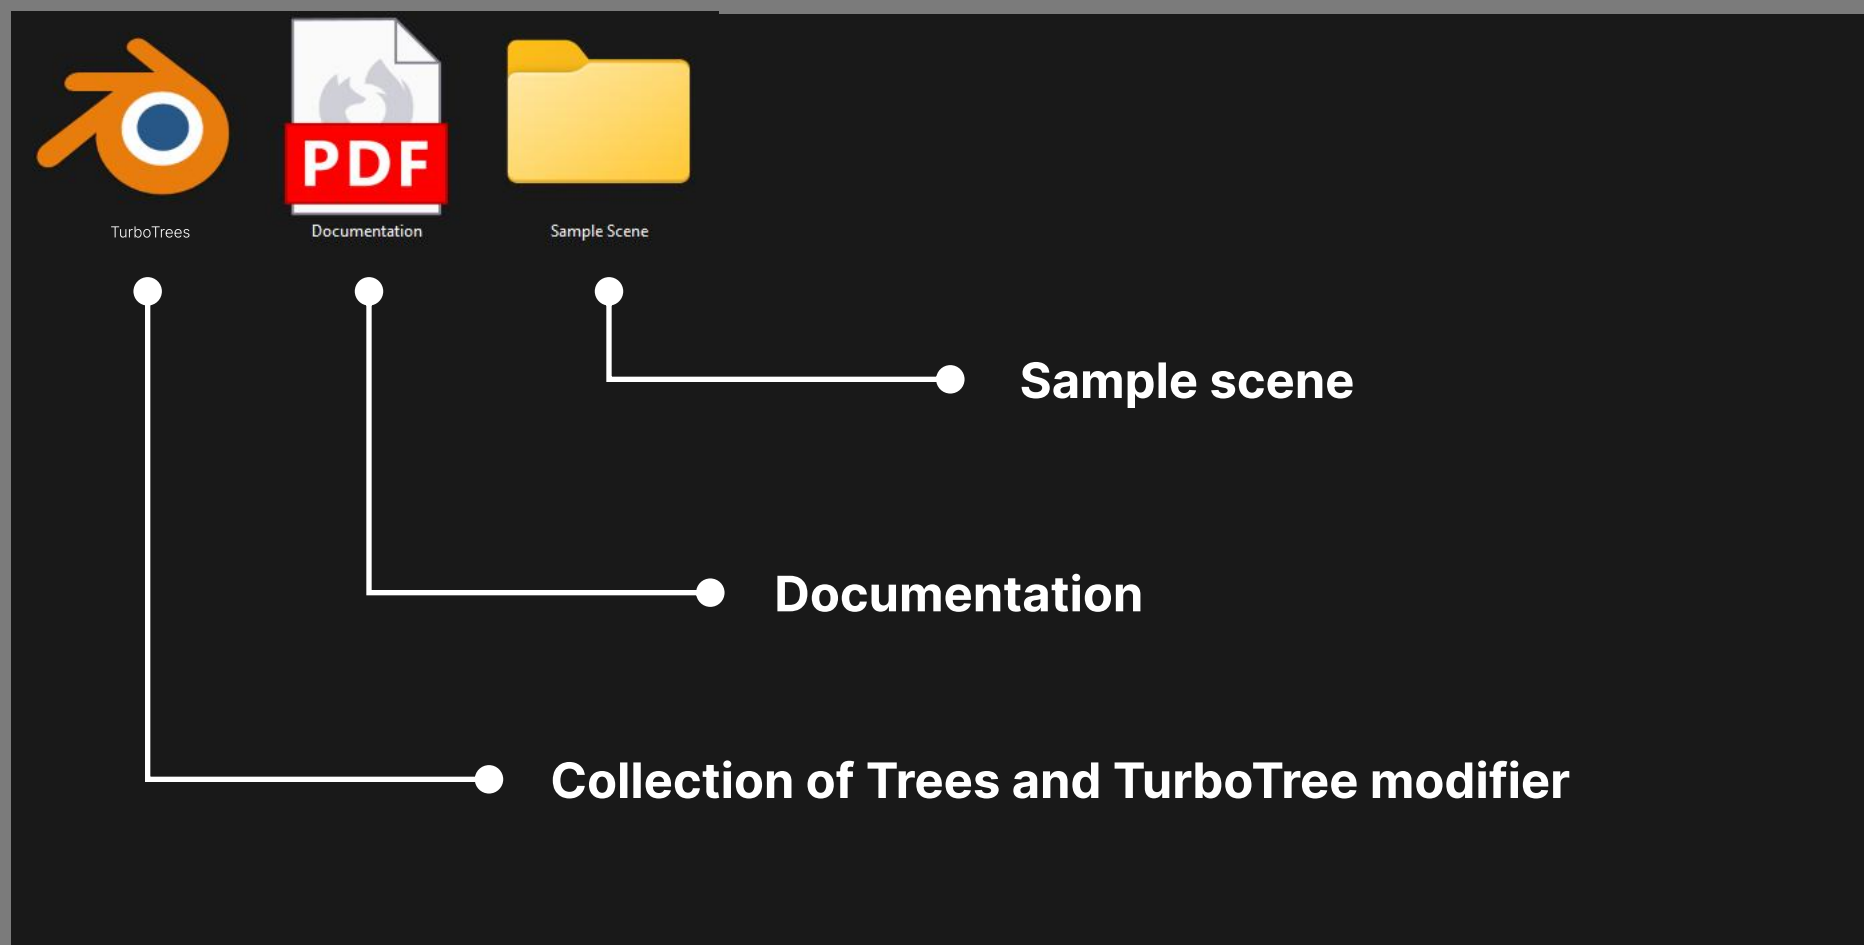 PDF
TurboTrees
Documentation
Sample Scene
Sample scene
Documentation
Collection of Trees and TurboTree modifier